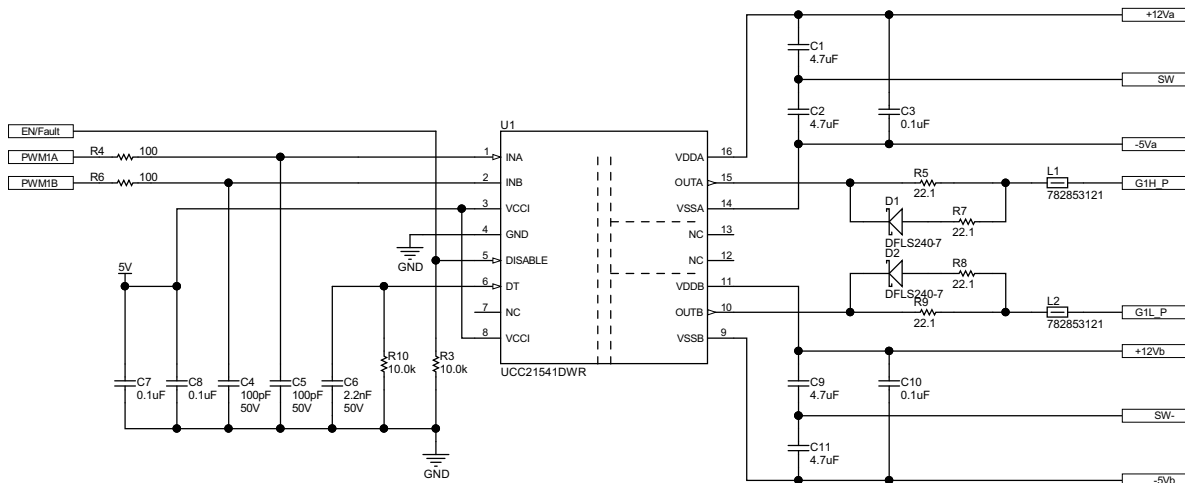 +12Va
C1
4.7uF
SW
C2
4.7uF
C3
0.1uF
-5Va
EN/Fault
PWM1A
R4
100
PWM1B
R6
100
U1
1
INA
2
INB
3
VCCI
4
GND
5
DISABLE
6
DT
7
NC
8
VCCI
VDDA
16
OUTA
15
VSSA
14
NC
13
NC
12
VDDB
11
OUTB
10
VSSB
9
UCC21541DWR
GND
R5
22.1
L1
782853121
G1H_P
D1
DFLS240-7
R7
22.1
D2
DFLS240-7
R8
22.1
R9
22.1
L2
782853121
G1L_P
+12Vb
5V
C7
0.1uF
C8
0.1uF
C4
100pF
50V
C5
100pF
50V
C6
2.2nF
50V
R10
10.0k
R3
10.0k
GND
C9
4.7uF
C10
0.1uF
SW-
C11
4.7uF
-5Vb